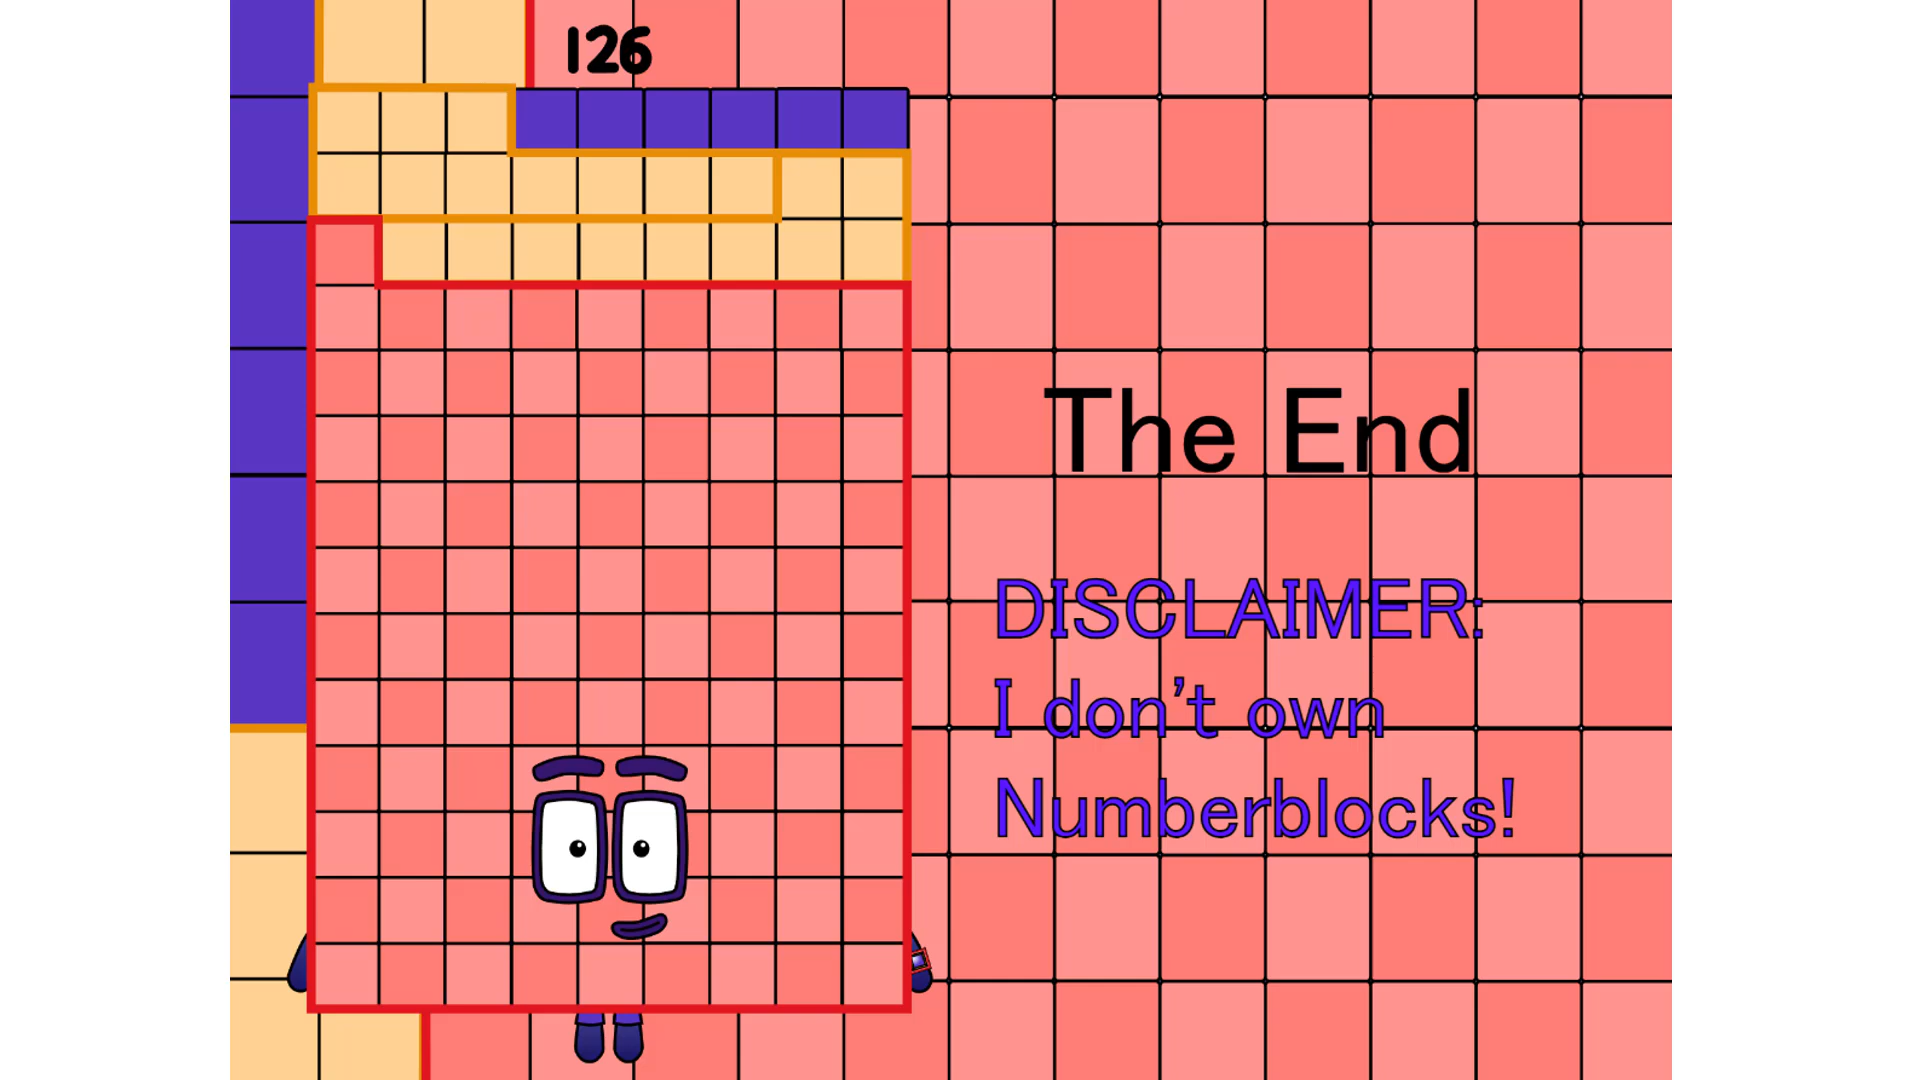 126
The End
DISCLAIMER:
I don't own
Numberblocks!